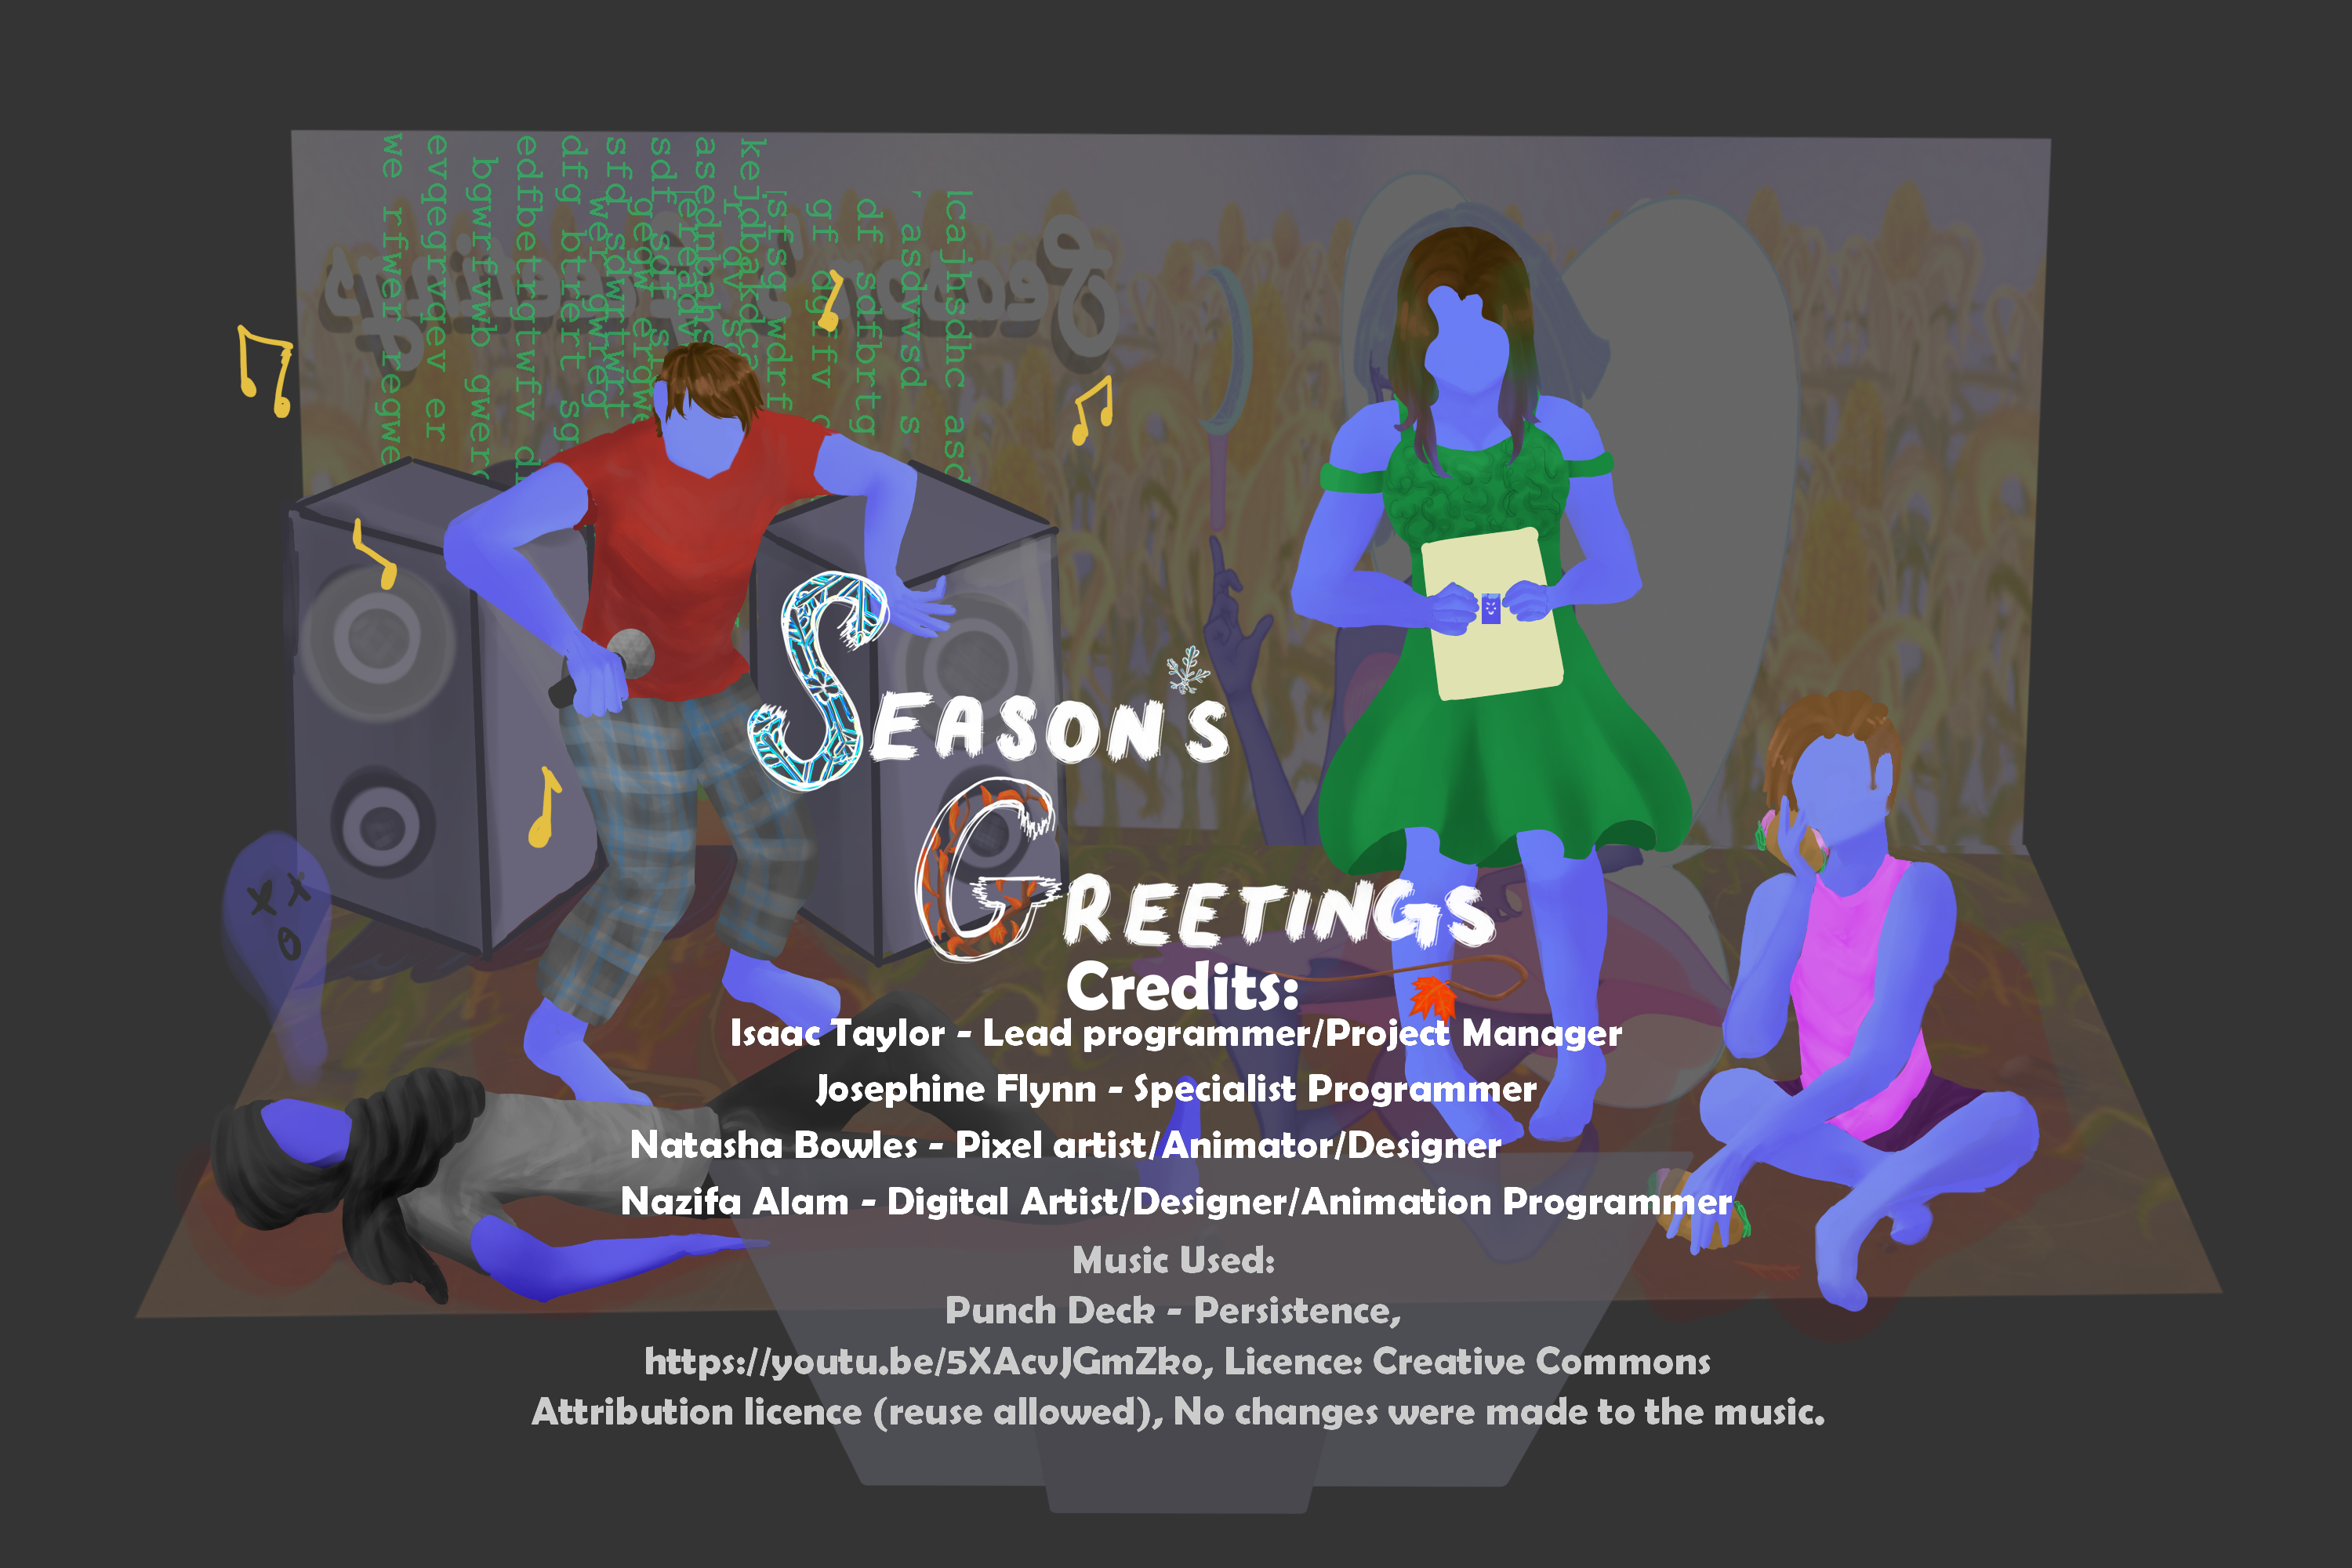 SEASON'S
GREETINGS
Credits:
Isaac Taylor - Lead programmer/Project Manager
Josephine Flynn - Specialist Programmer
Natasha Bowles - Pixel artist/Animator/Designer
Nazifa Alam - Digital Artist/Designer/Animation Programmer
Music Used:
Punch Deck - Persistence,
https://youtu.be/5XAcvJGmZko, Licence: Creative Commons
Attribution licence (reuse allowed), No changes were made to the music.